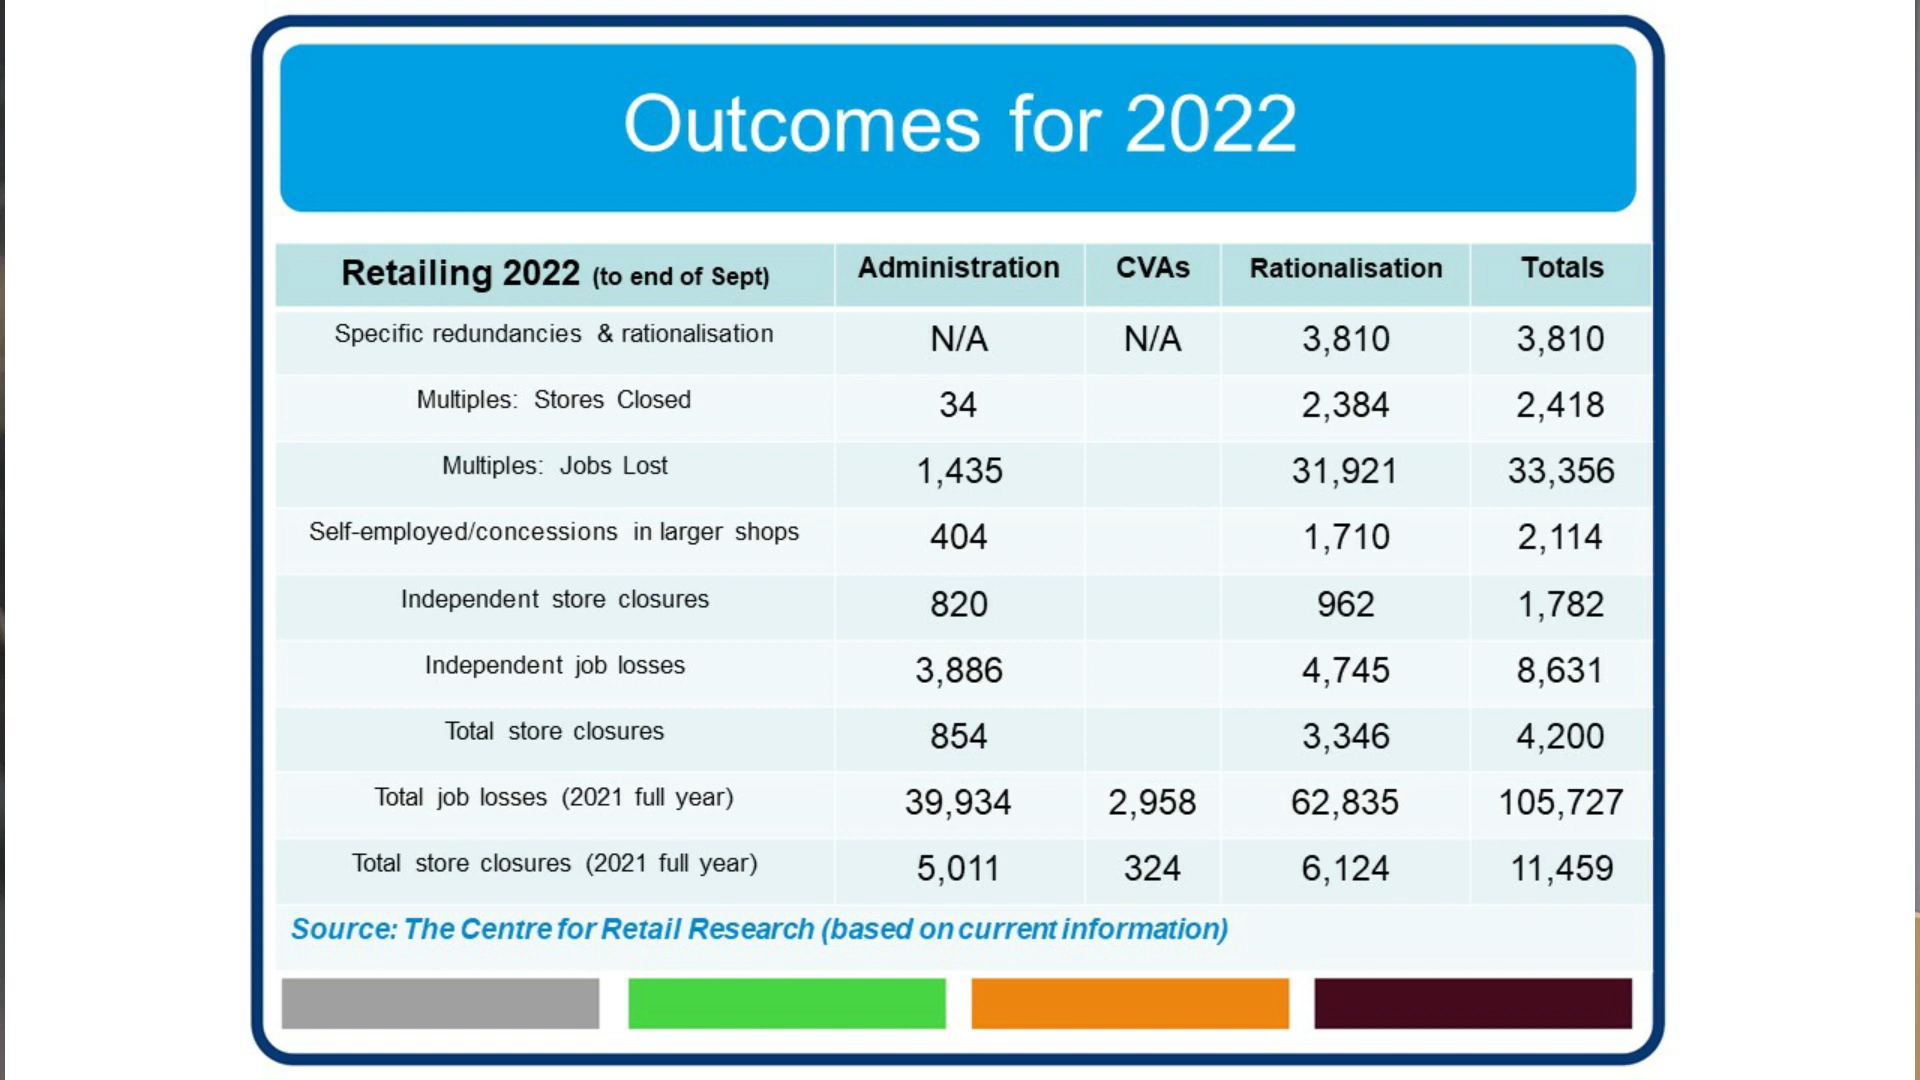 Outcomes for 2022
Retailing 2022 (to end of Sept) Administration CVAs Rationalisation Totals
Specific redundancies & rationalisation N/A N/A 3,810 3,810
Multiples: Stores Closed 34 2,384 2,418
Multiples: Jobs Lost 1,435 31,921 33,356
Self-employed/concessions in larger shops 404 1,710 2,114
Independent store closures 820 962 1,782
Independent job losses 3,886 4,745 8,631
Total store closures 854 3,346 4,200
Total job losses (2021 full year) 39,934 2,958 62,835 105,727
Total store closures (2021 full year) 5,011 324 6,124 11,459
Source: The Centre for Retail Research (based on current information)